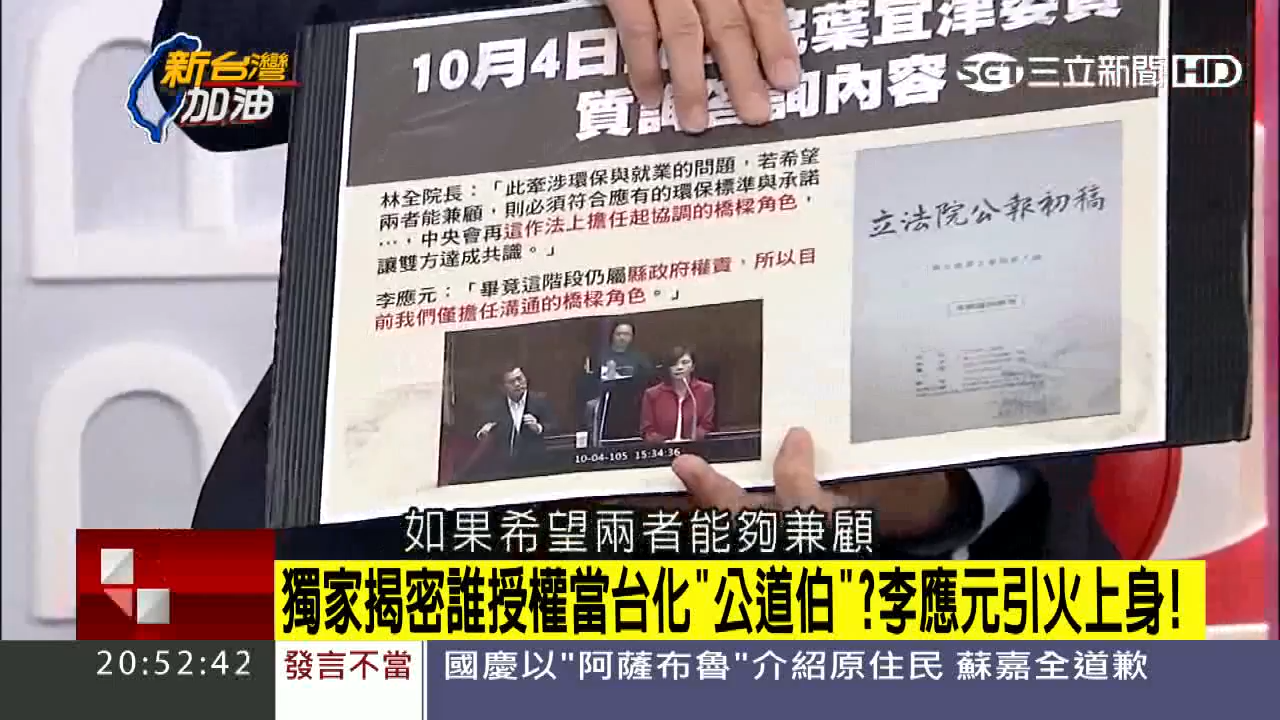 新台灣
加油
SET三立新聞HD
10月4日 葉宜津委員
質詢答詢內容
林全院長：「此牽涉環保與就業的問題，若希望
兩者能兼顧，則必須符合應有的環保標準與承諾
…，中央會再這作法上擔任起協調的橋樑角色，
讓雙方達成共識。」
李應元：「畢竟這階段仍屬縣政府權責，所以目
前我們僅擔任溝通的橋樑角色。」
立法院公報初稿
10-04-105 15:34:36
如果希望兩者能夠兼顧
獨家揭密誰授權當台化"公道伯"?李應元引火上身!
20:52:42
發言不當
國慶以"阿薩布魯"介紹原住民 蘇嘉全道歉